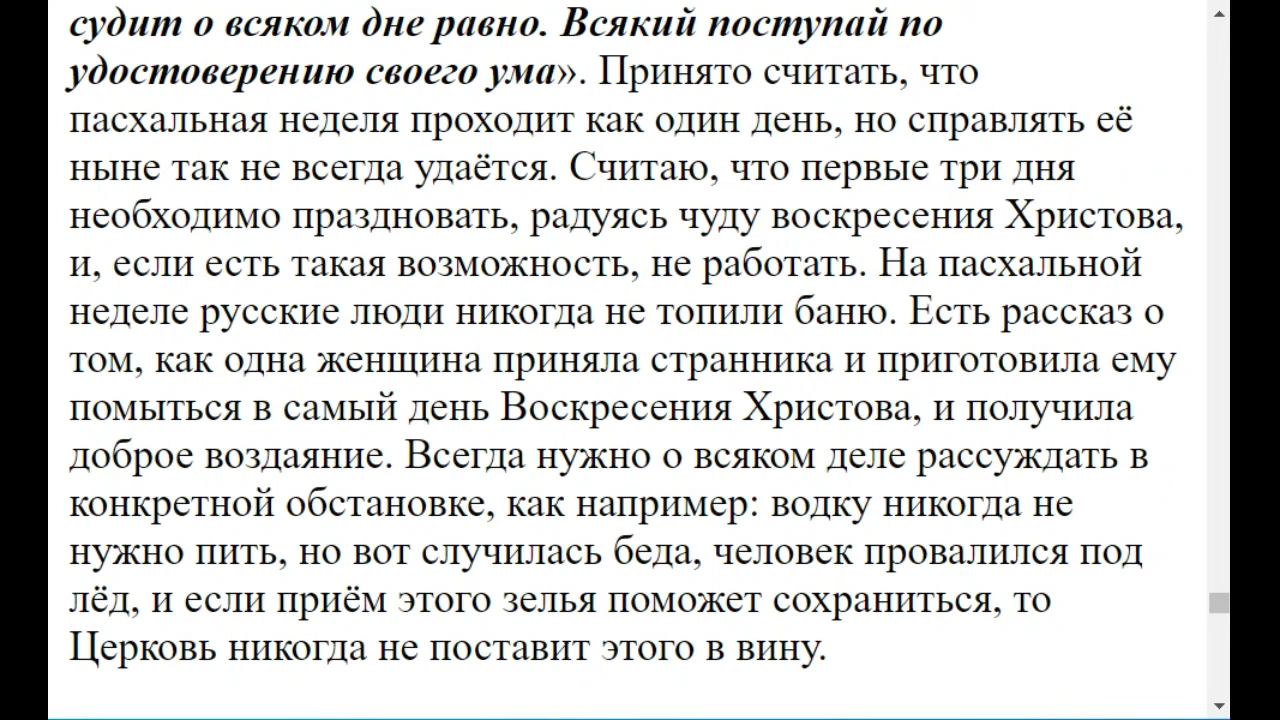 судит о всяком дне равно. Всякий поступай по
удостоверению своего ума». Принято считать, что
пасхальная неделя проходит как один день, но справлять её
ныне так не всегда удаётся. Считаю, что первые три дня
необходимо праздновать, радуясь чуду воскресения Христова,
и, если есть такая возможность, не работать. На пасхальной
неделе русские люди никогда не топили баню. Есть рассказ о
том, как одна женщина приняла странника и приготовила ему
помыться в самый день Воскресения Христова, и получила
доброе воздаяние. Всегда нужно о всяком деле рассуждать в
конкретной обстановке, как например: водку никогда не
нужно пить, но вот случилась беда, человек провалился под
лёд, и если приём этого зелья поможет сохраниться, то
Церковь никогда не поставит этого в вину.